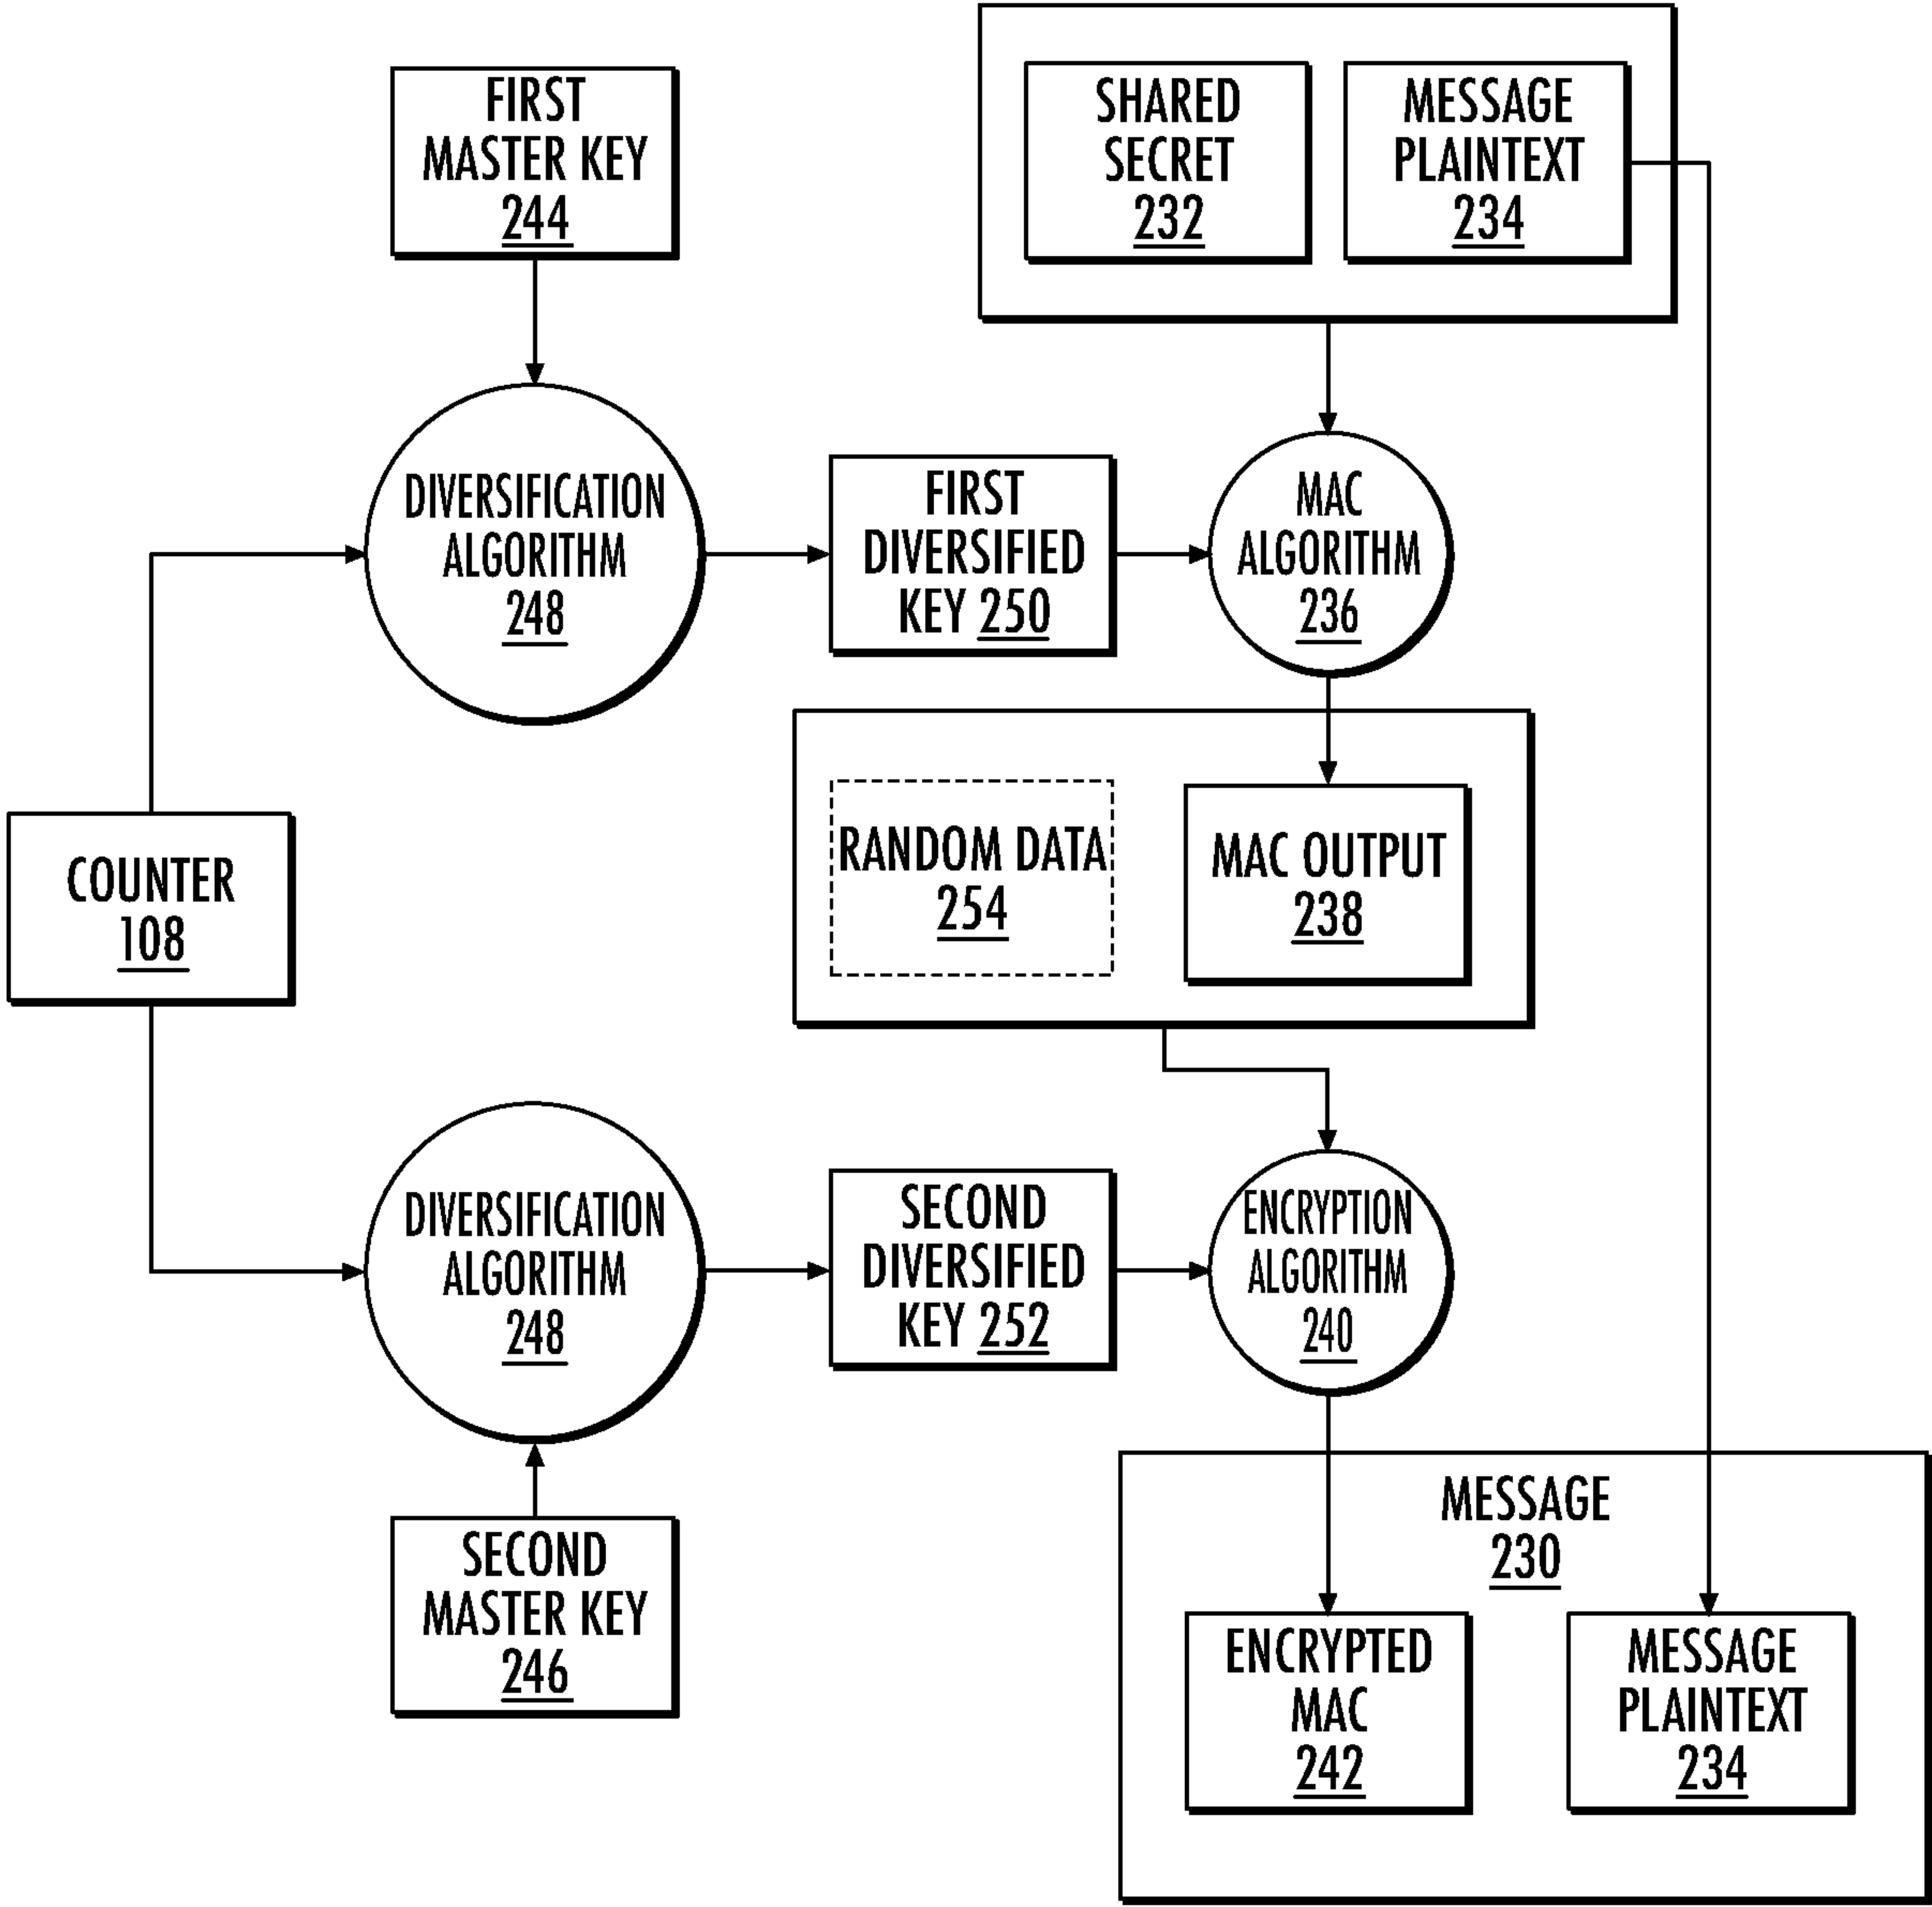 FIRST
MASTER KEY
244
SHARED
SECRET
232
MESSAGE
PLAINTEXT
234
DIVERSIFICATION
ALGORITHM
248
FIRST
DIVERSIFIED
KEY 250
MAC
ALGORITHM
236
COUNTER
108
RANDOM DATA
254
MAC OUTPUT
238
DIVERSIFICATION
ALGORITHM
248
SECOND
DIVERSIFIED
KEY 252
ENCRYPTION
ALGORITHM
240
SECOND
MASTER KEY
246
MESSAGE
230
ENCRYPTED
MAC
242
MESSAGE
PLAINTEXT
234